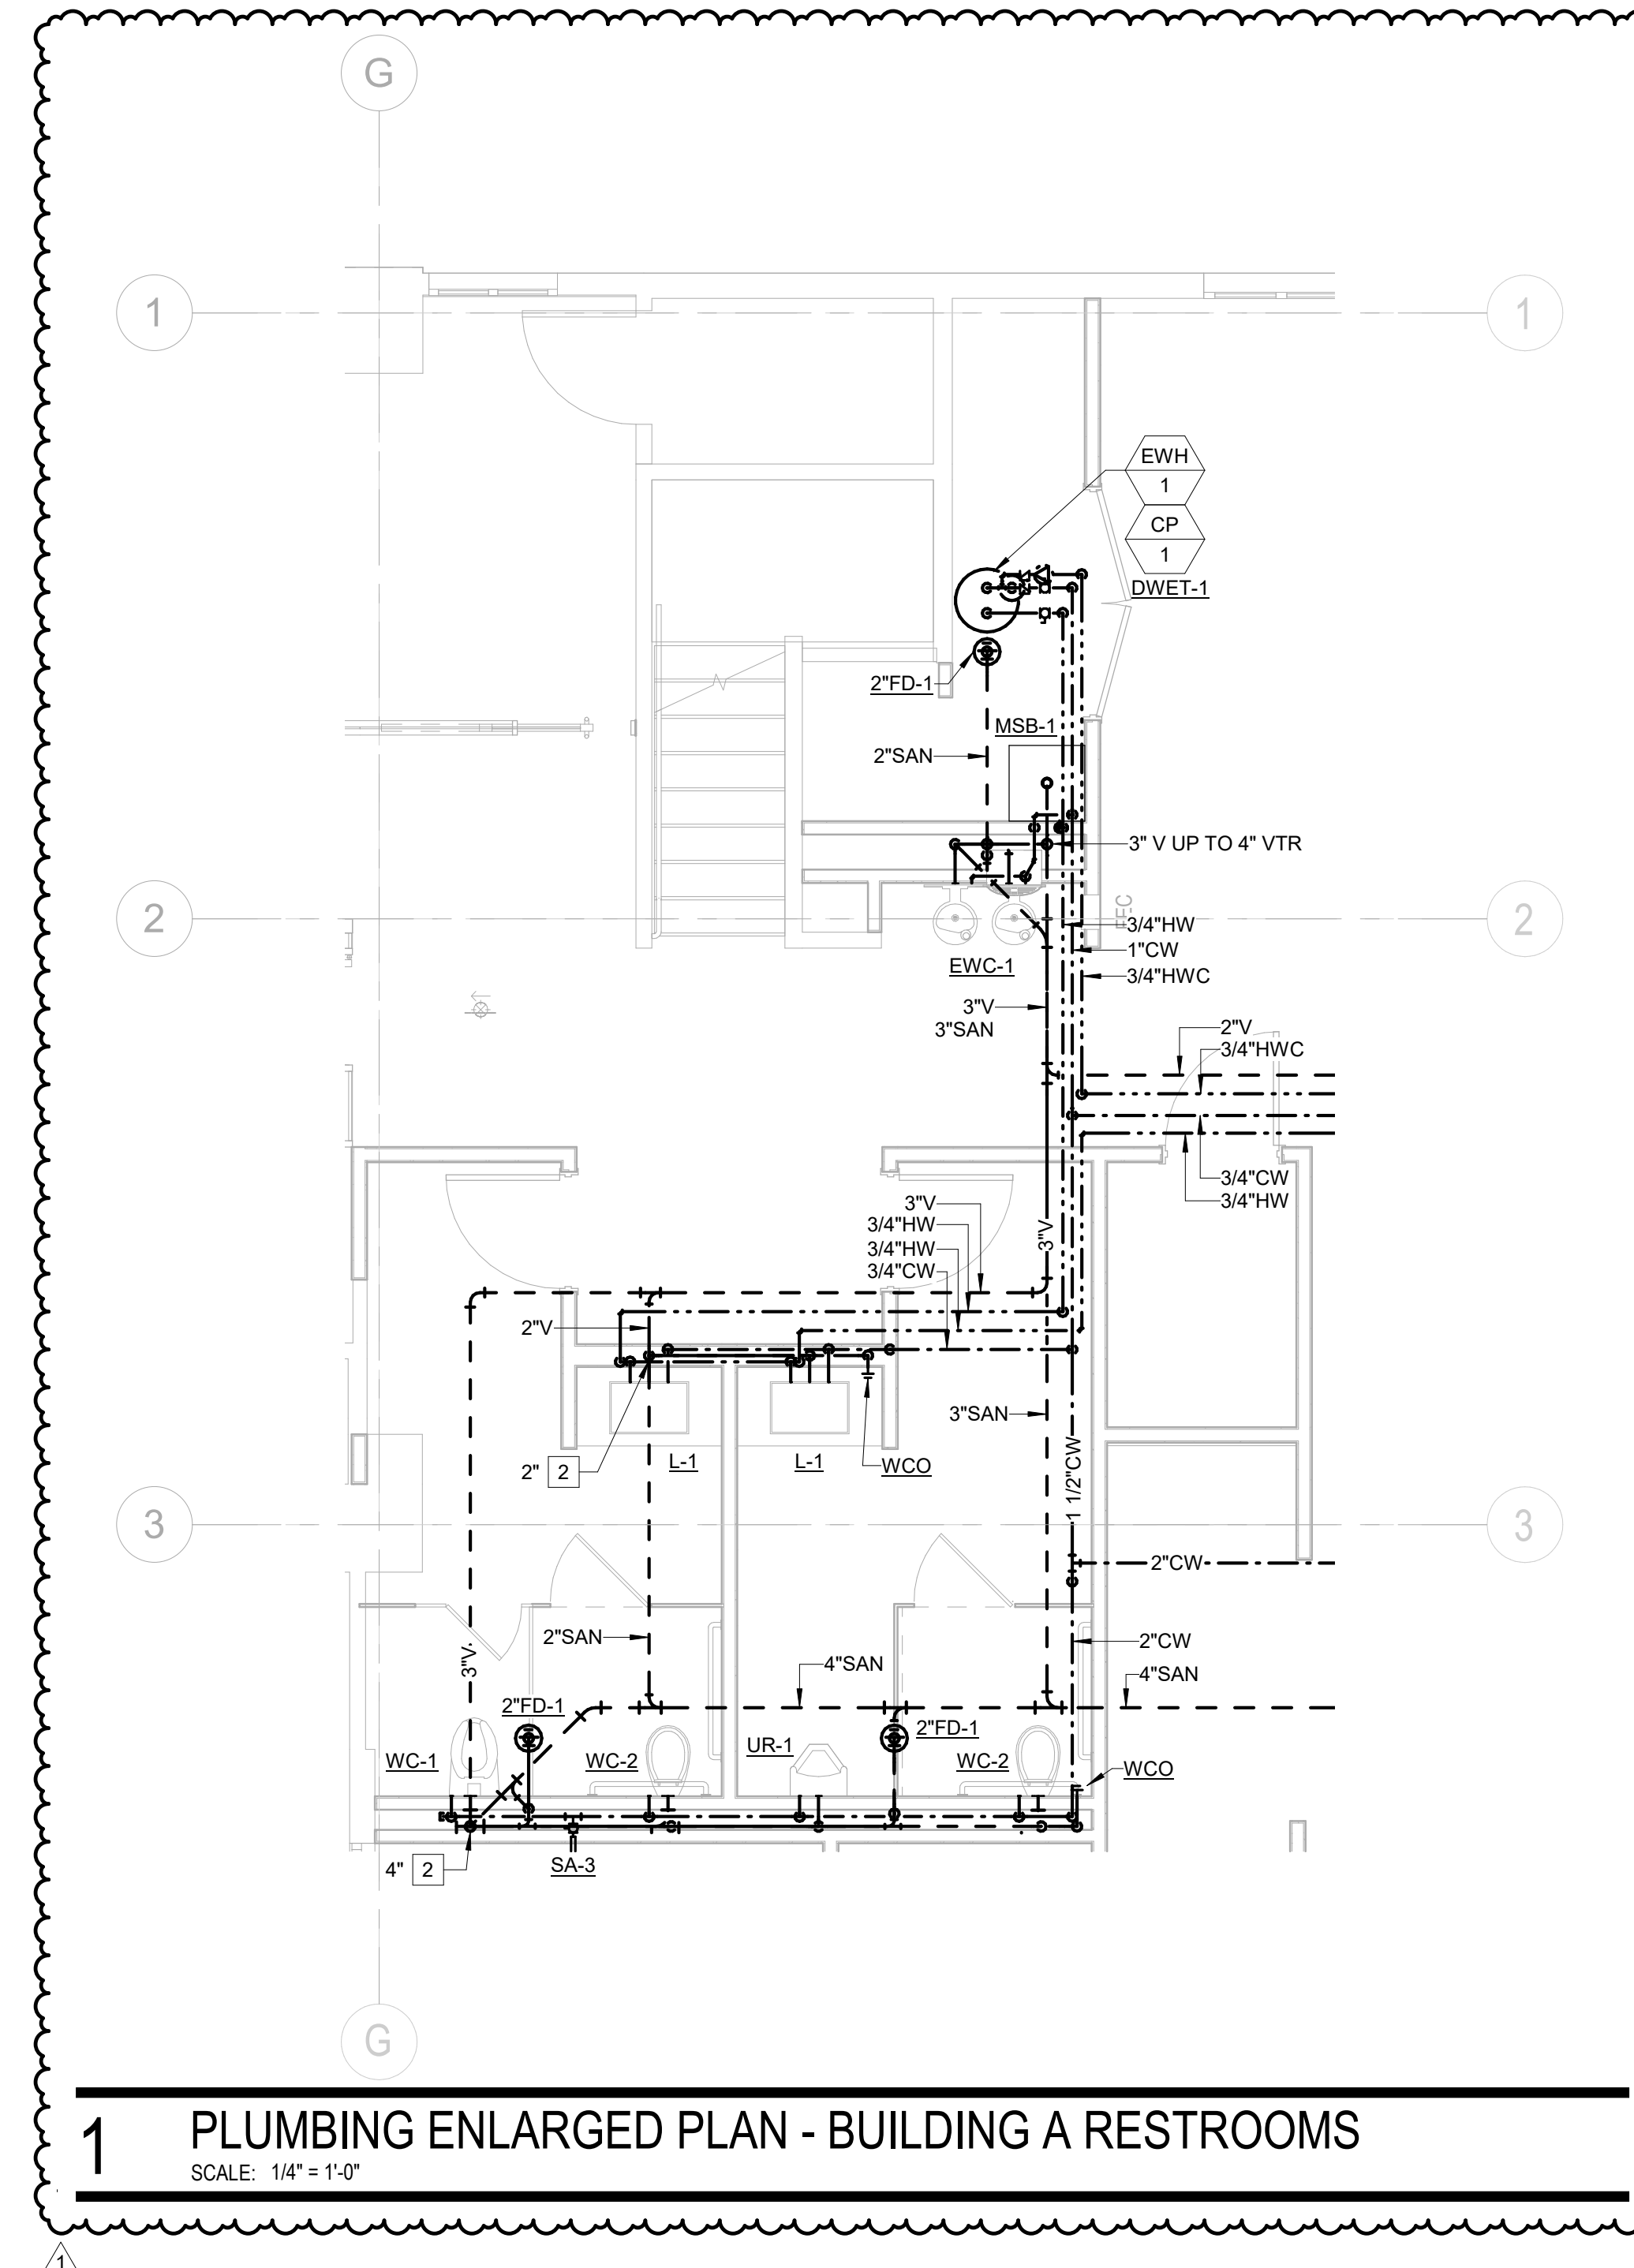 G
1
1
EWH
1
CP
1
DWET-1
2"FD-1
MSB-1
2"SAN
3" V UP TO 4" VTR
2
2
3/4"HW
EWC-1
1"CW
3/4"HWC
3"V
3"SAN
2"V
3/4"HWC
3/4"CW
3/4"HW
3"V
3/4"HW
3/4"HW
3/4"CW
3"V
2"V
3"SAN
2" 2
L-1
L-1
WCO
1 1/2"CW
3
3
2"CW
2"SAN
2"CW
3"V
4"SAN
4"SAN
2"FD-1
2"FD-1
WC-1
WC-2
UR-1
WC-2
WCO
4" 2
SA-3
G
1
PLUMBING ENLARGED PLAN - BUILDING A RESTROOMS
SCALE: 1/4" = 1'-0"
1